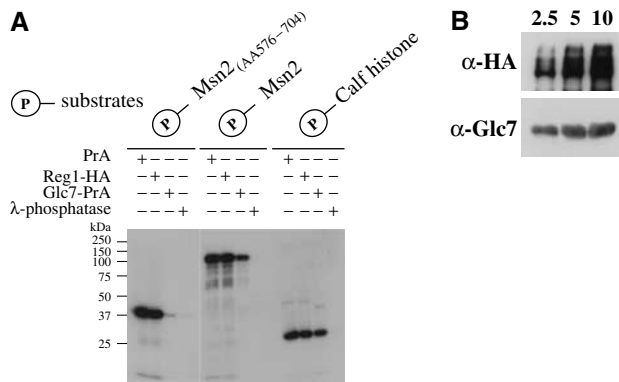 A
P – substrates
P – Msn2(AA576–704)
P – Msn2
P – Calf histone
PrA + – – – + – – – + – – –
Reg1-HA – + – – – + – – – + – –
Glc7-PrA – – + – – – + – – – + –
λ-phosphatase – – – + – – – + – – – +
kDa
250
150
100
75
50
37
25
B
2.5 5 10
α-HA
α-Glc7